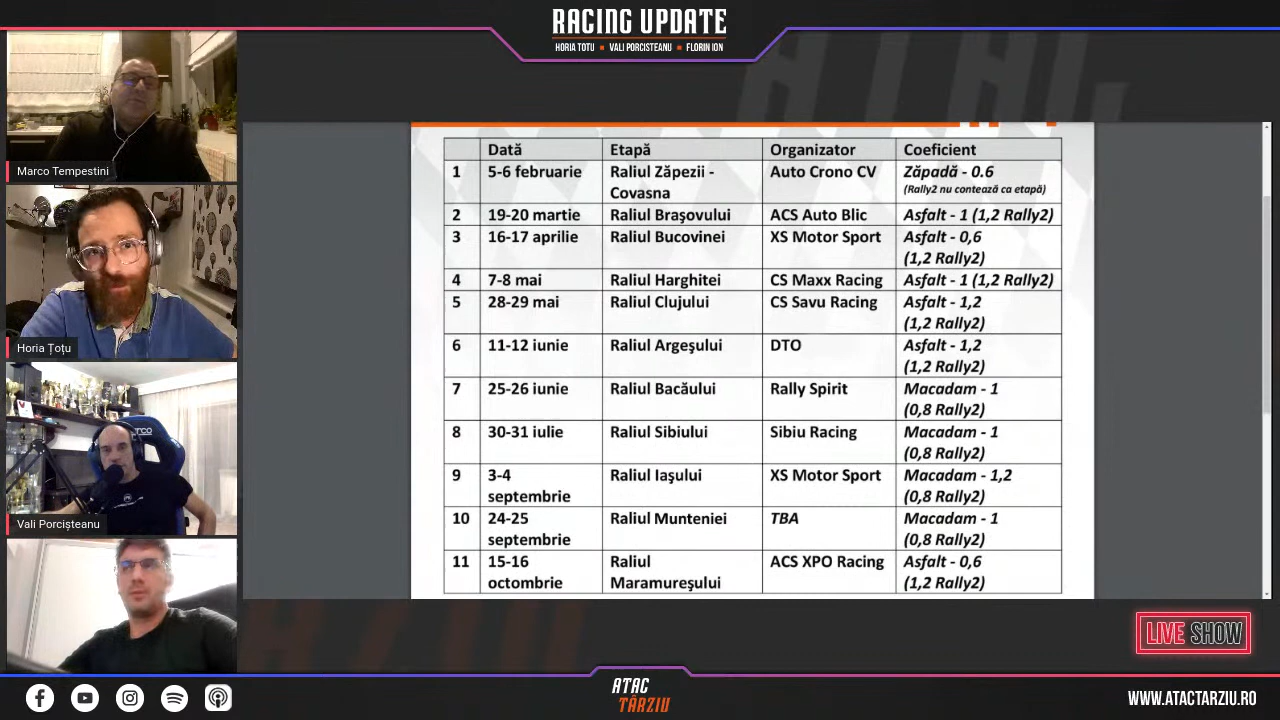 RACING UPDATE
HORIA TOTU ▪ VALI PORCISTEANU ▪ FLORIN ION
Marco Tempestini
Horia Țoțu
Vali Porcișteanu
Dată Etapă Organizator Coeficient
1 5-6 februarie Raliul Zăpezii - Auto Crono CV Zăpadă - 0.6
Covasna (Rally2 nu contează ca etapă)
2 19-20 martie Raliul Braşovului ACS Auto Blic Asfalt - 1 (1,2 Rally2)
3 16-17 aprilie Raliul Bucovinei XS Motor Sport Asfalt - 0,6
(1,2 Rally2)
4 7-8 mai Raliul Harghitei CS Maxx Racing Asfalt - 1 (1,2 Rally2)
5 28-29 mai Raliul Clujului CS Savu Racing Asfalt - 1,2
(1,2 Rally2)
6 11-12 iunie Raliul Argeşului DTO Asfalt - 1,2
(1,2 Rally2)
7 25-26 iunie Raliul Bacăului Rally Spirit Macadam - 1
(0,8 Rally2)
8 30-31 iulie Raliul Sibiului Sibiu Racing Macadam - 1
(0,8 Rally2)
9 3-4 Raliul Iaşului XS Motor Sport Macadam - 1,2
septembrie (0,8 Rally2)
10 24-25 Raliul Munteniei TBA Macadam - 1
septembrie (0,8 Rally2)
11 15-16 Raliul ACS XPO Racing Asfalt - 0,6
octombrie Maramureşului (1,2 Rally2)
LIVE SHOW
ATAC
TÂRZIU
WWW.ATACTARZIU.RO